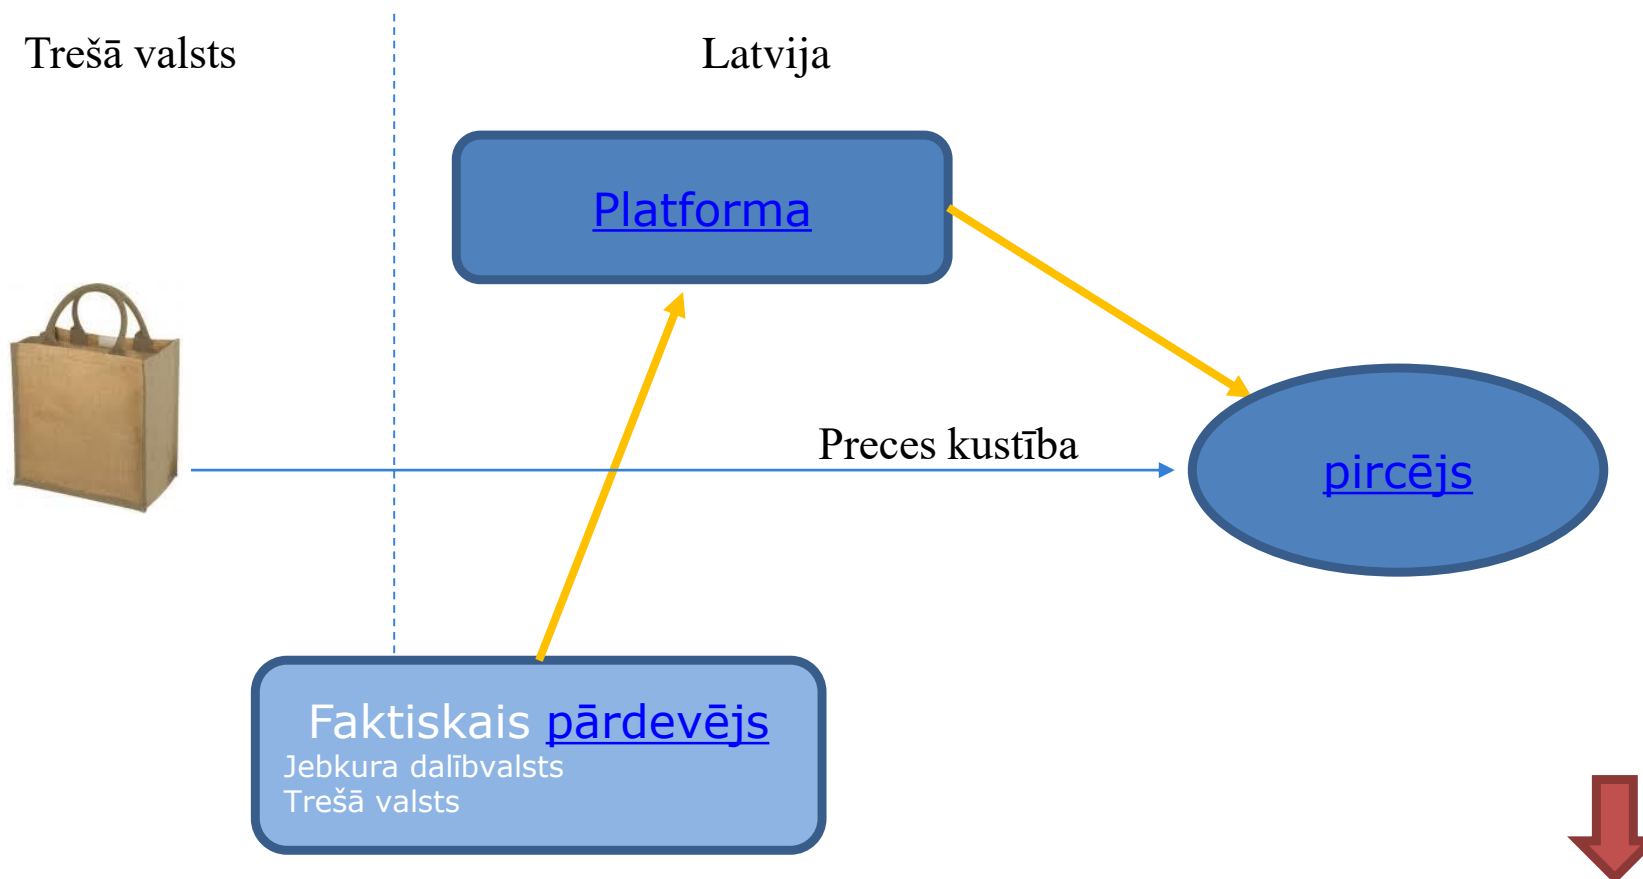 Trešā valsts
Latvija
Platforma
Preces kustība
pircējs
Faktiskais pārdevējs
Jebkura dalībvalsts
Trešā valsts